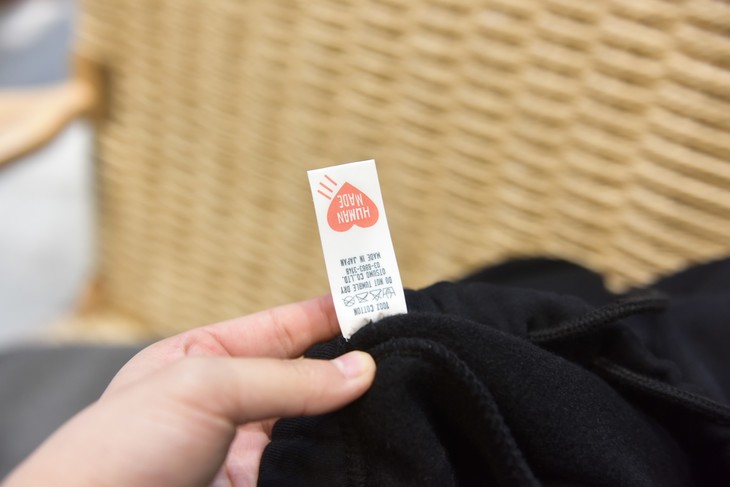 100% COTTON
DO NOT TUMBLE DRY
OTSUMO CO.,LTD.
MADE IN JAPAN
HUMAN
MADE